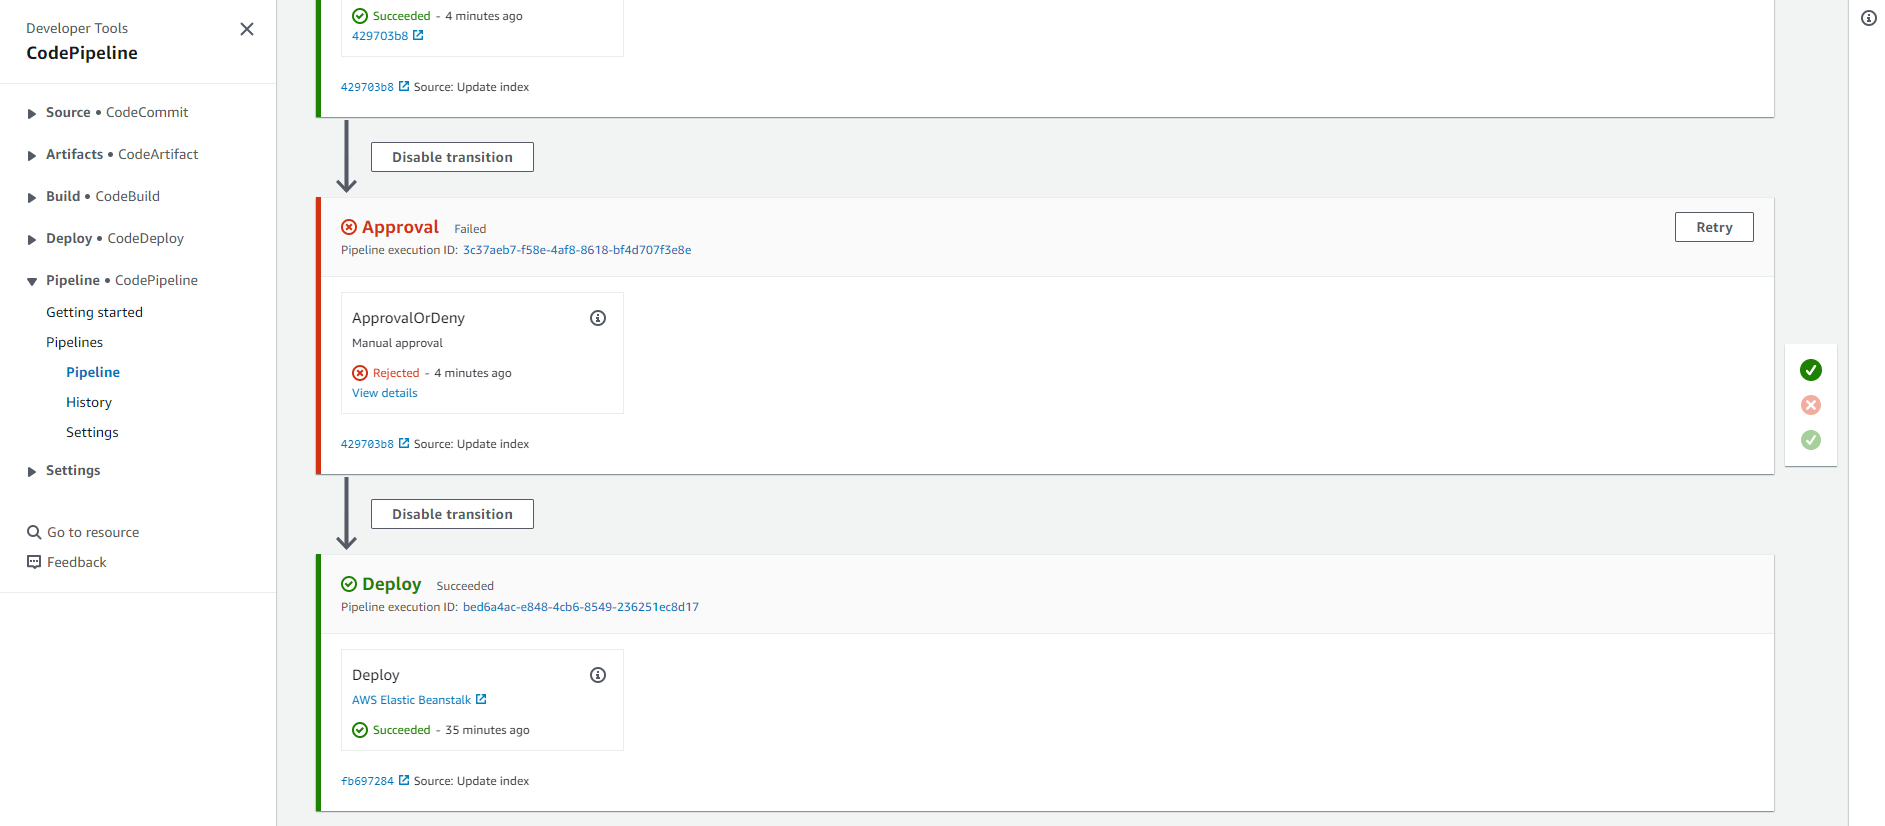 Developer Tools
CodePipeline
Source • CodeCommit
Artifacts • CodeArtifact
Build • CodeBuild
Deploy • CodeDeploy
Pipeline • CodePipeline
Getting started
Pipelines
Pipeline
History
Settings
Settings
Go to resource
Feedback
Succeeded - 4 minutes ago
429703b8
429703b8 Source: Update index
Disable transition
Approval Failed
Retry
Pipeline execution ID: 3c37aeb7-f58e-4af8-8618-bf4d707f3e8e
ApprovalOrDeny
Manual approval
Rejected - 4 minutes ago
View details
429703b8 Source: Update index
Disable transition
Deploy Succeeded
Pipeline execution ID: bed6a4ac-e848-4cb6-8549-236251ec8d17
Deploy
AWS Elastic Beanstalk
Succeeded - 35 minutes ago
fb697284 Source: Update index